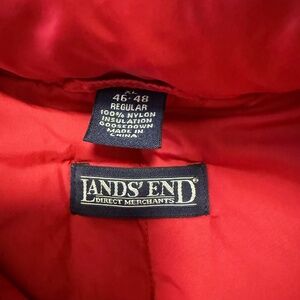 XL
46-48
REGULAR
100% NYLON
INSULATION
GOOSEDOWN
MADE IN
CHINA
LANDS' END®
DIRECT MERCHANTS